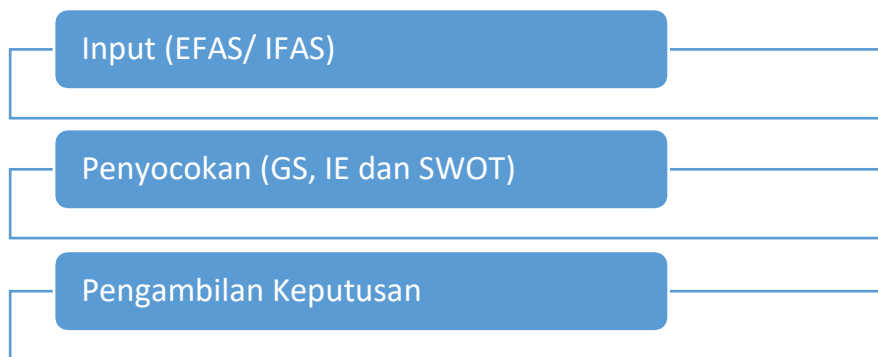 Input (EFAS/ IFAS)
Penyocokan (GS, IE dan SWOT)
Pengambilan Keputusan